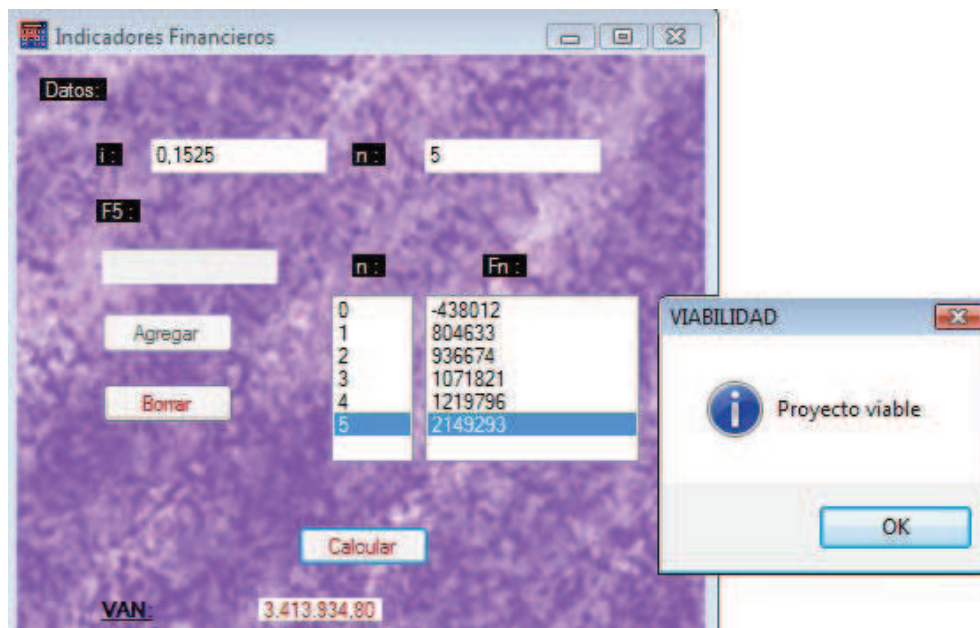 Indicadores Financieros
Datos:
i : 0,1525 n : 5
F5 :
n : Fn :
0 -438012
1 804633
2 936674
3 1071821
4 1219796
5 2149293
Agregar
Borrar
Calcular
VAN: 3.413.934,80
VIABILIDAD
Proyecto viable
OK